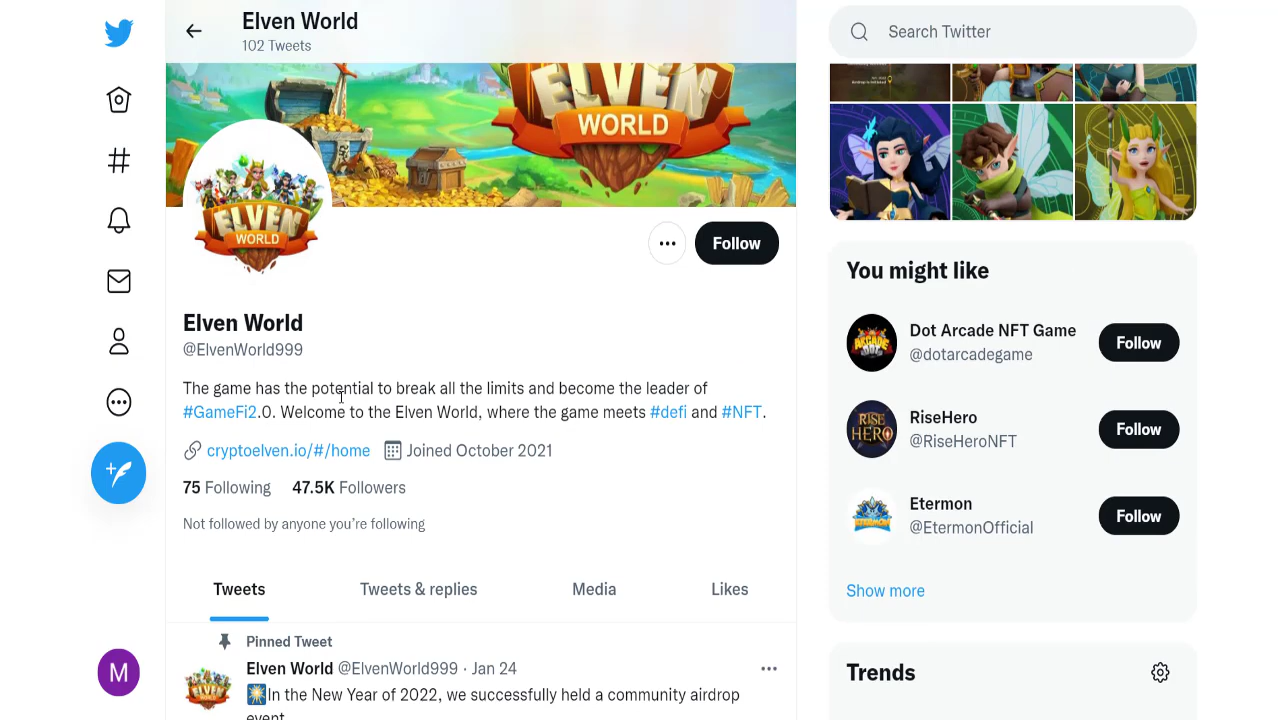 Elven World
102 Tweets
ELVEN
WORLD
ELVEN
WORLD
Follow
Elven World
@ElvenWorld999
The game has the potential to break all the limits and become the leader of
#GameFi2.0. Welcome to the Elven World, where the game meets #defi and #NFT.
cryptoelven.io/#/home Joined October 2021
75 Following 47.5K Followers
Not followed by anyone you're following
Tweets Tweets & replies Media Likes
Pinned Tweet
Elven World @ElvenWorld999 · Jan 24
In the New Year of 2022, we successfully held a community airdrop
event
M
Search Twitter
You might like
Dot Arcade NFT Game
@dotarcadegame
Follow
RiseHero
@RiseHeroNFT
Follow
RISE
HERO
Etermon
@EtermonOfficial
Follow
ETERMON
Show more
Trends